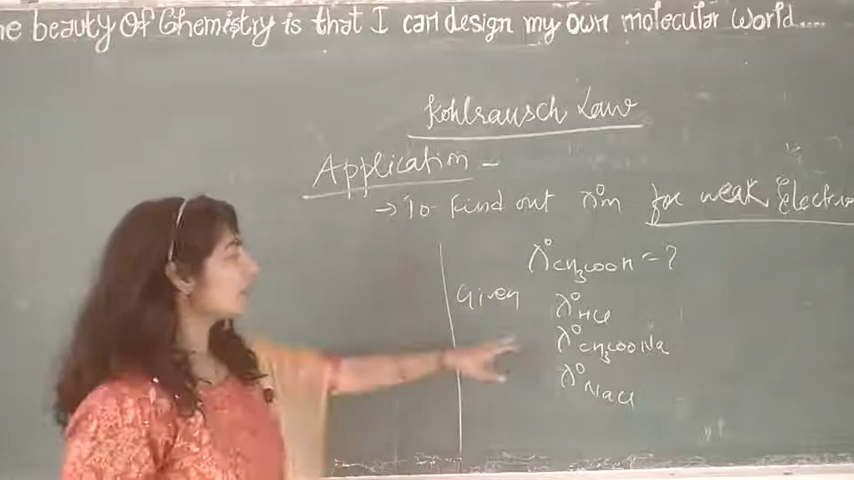 he beauty Of Chemistry is that I can design my own molecular world....
Kohlrausch Law
Application -
→ To Find out λ°m for weak Electro
λ°CH3COOH = ?
Given λ°HCl
λ°CH3COONa
λ°NaCl